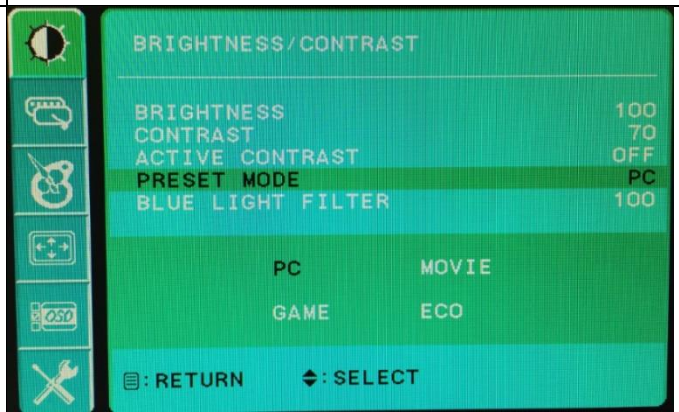 BRIGHTNESS/CONTRAST
BRIGHTNESS 100
CONTRAST 70
ACTIVE CONTRAST OFF
PRESET MODE PC
BLUE LIGHT FILTER 100
PC MOVIE
GAME ECO
OSD
:RETURN :SELECT